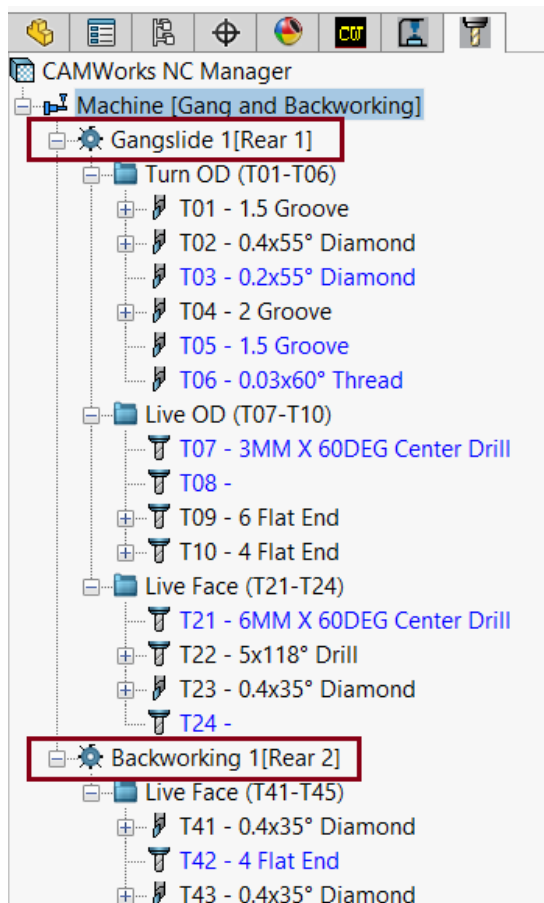 CUT
CAMWorks NC Manager
Machine [Gang and Backworking]
Gangslide 1[Rear 1]
Turn OD (T01-T06)
T01 - 1.5 Groove
T02 - 0.4x55° Diamond
T03 - 0.2x55° Diamond
T04 - 2 Groove
T05 - 1.5 Groove
T06 - 0.03x60° Thread
Live OD (T07-T10)
T07 - 3MM X 60DEG Center Drill
T08 -
T09 - 6 Flat End
T10 - 4 Flat End
Live Face (T21-T24)
T21 - 6MM X 60DEG Center Drill
T22 - 5x118° Drill
T23 - 0.4x35° Diamond
T24 -
Backworking 1[Rear 2]
Live Face (T41-T45)
T41 - 0.4x35° Diamond
T42 - 4 Flat End
T43 - 0.4x35° Diamond